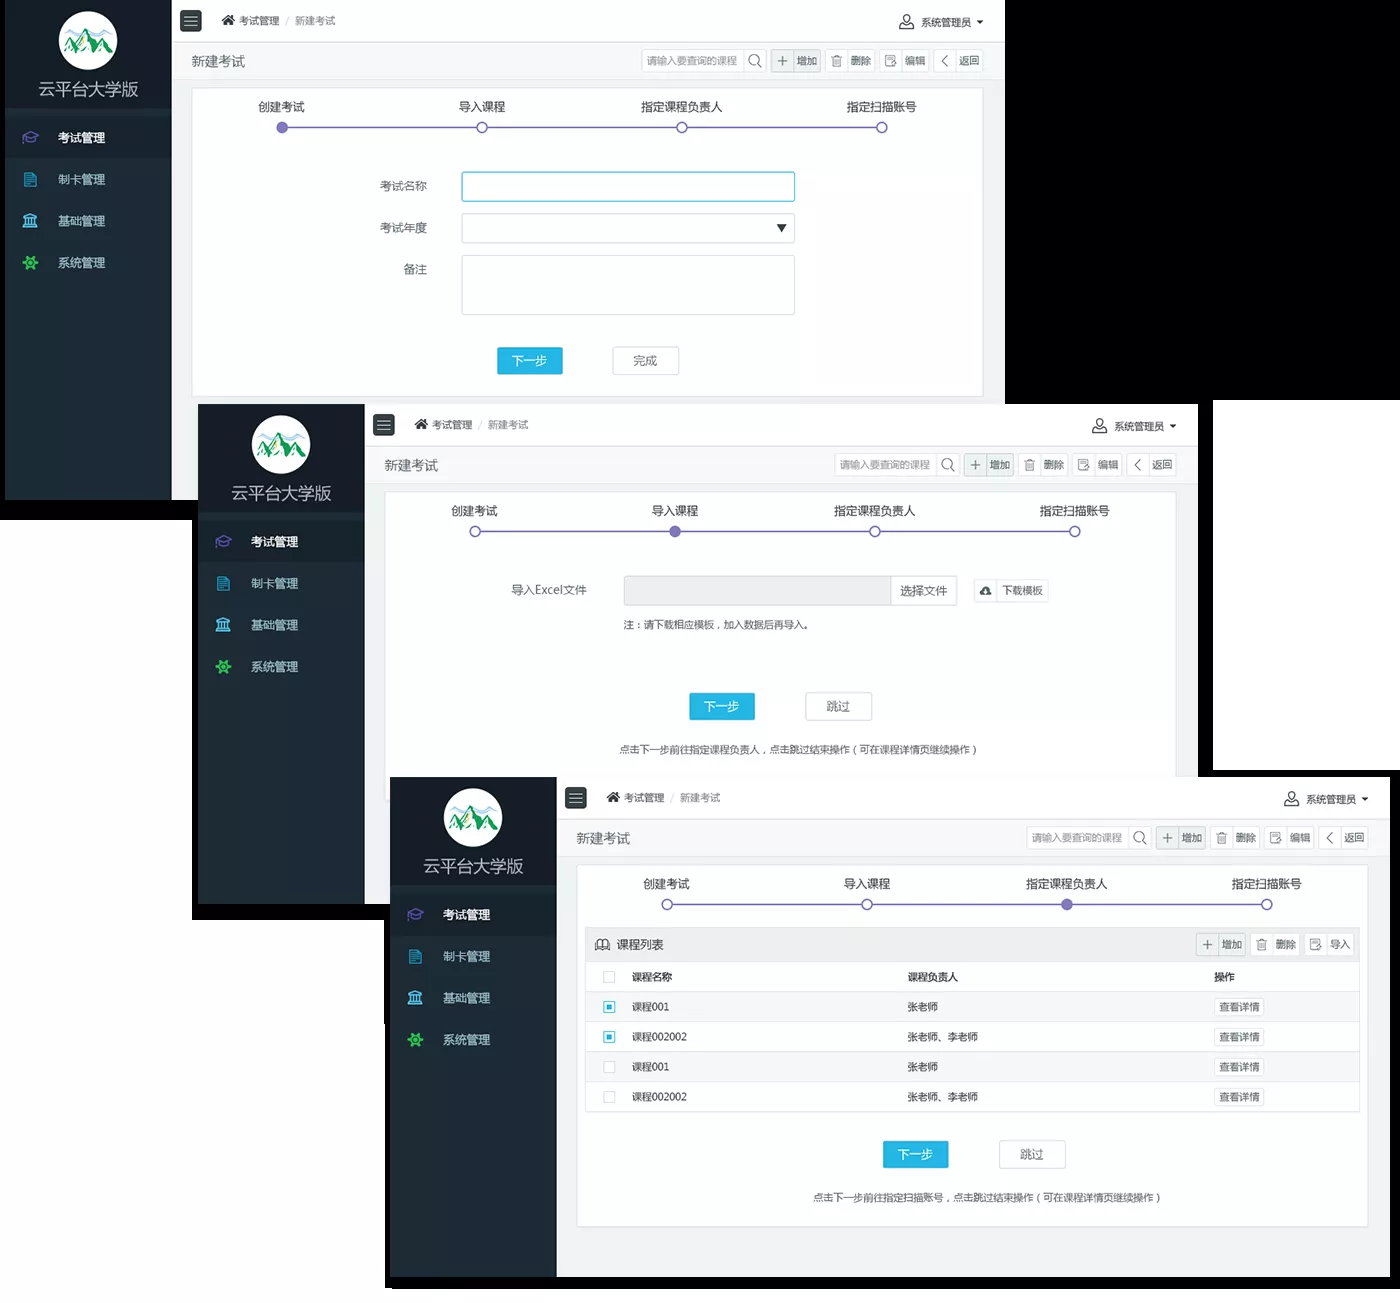 云平台大学版
考试管理
制卡管理
基础管理
系统管理
考试管理 / 新建考试
系统管理员
新建考试
请输入要查询的课程
增加
删除
编辑
返回
创建考试
导入课程
指定课程负责人
指定扫描账号
考试名称
考试年度
备注
下一步
完成
云平台大学版
考试管理
制卡管理
基础管理
系统管理
考试管理 / 新建考试
系统管理员
新建考试
请输入要查询的课程
增加
删除
编辑
返回
创建考试
导入课程
指定课程负责人
指定扫描账号
导入Excel文件
选择文件
下载模板
注：请下载相应模板，加入数据后再导入。
下一步
跳过
点击下一步前往指定课程负责人，点击跳过结束操作（可在课程详情页继续操作）
云平台大学版
考试管理
制卡管理
基础管理
系统管理
考试管理 / 新建考试
系统管理员
新建考试
请输入要查询的课程
增加
删除
编辑
返回
创建考试
导入课程
指定课程负责人
指定扫描账号
课程列表
增加
删除
导入
课程名称 课程负责人 操作
课程001 张老师 查看详情
课程002002 张老师、李老师 查看详情
课程001 张老师 查看详情
课程002002 张老师、李老师 查看详情
下一步
跳过
点击下一步前往指定扫描账号，点击跳过结束操作（可在课程详情页继续操作）